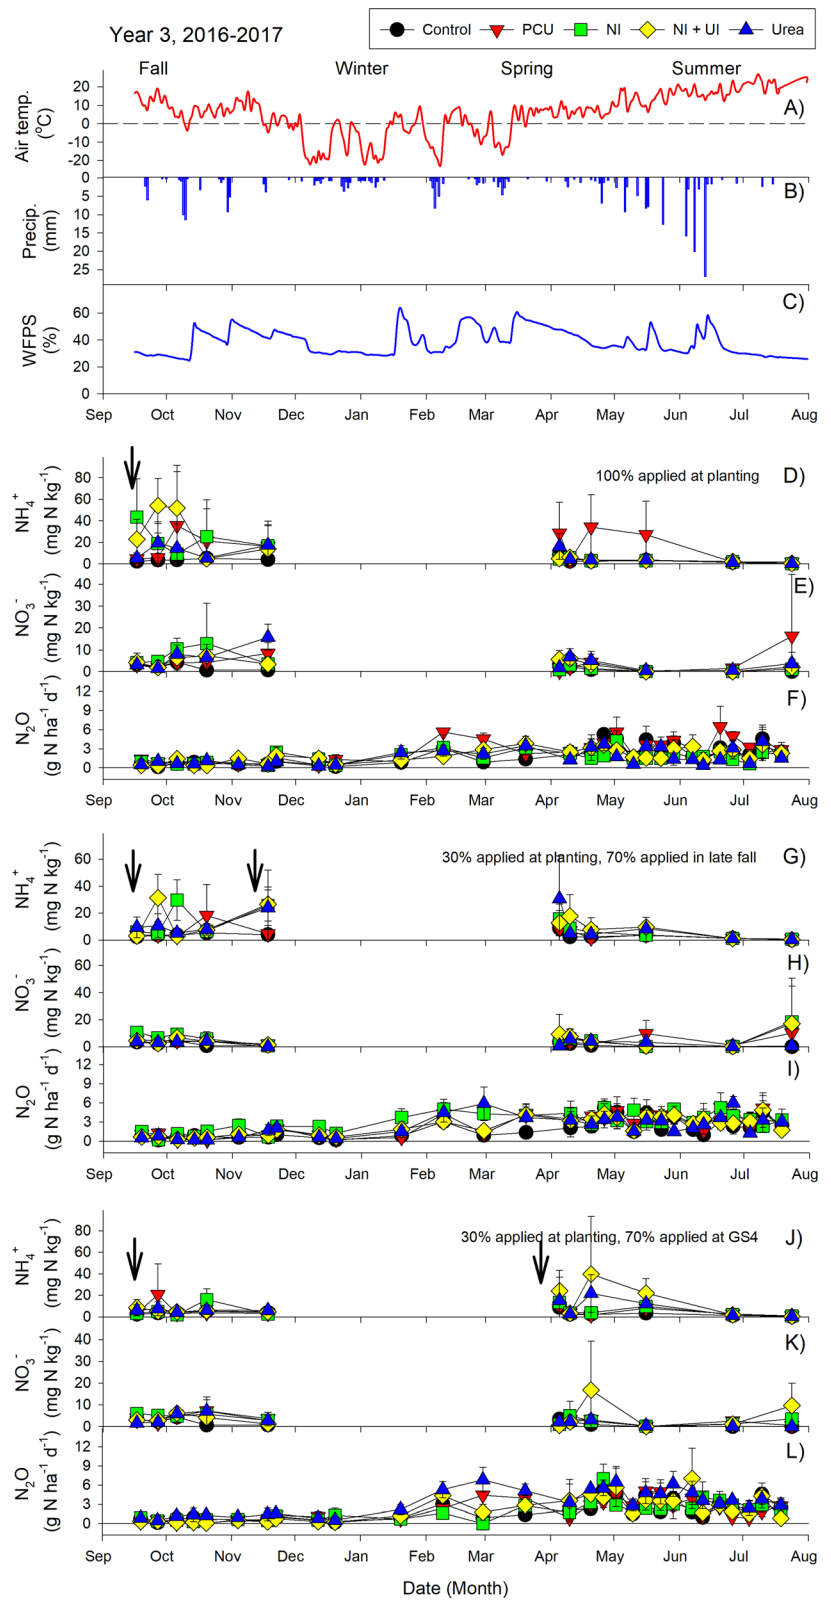 Year 3, 2016-2017
Control PCU NI NI + UI Urea
Fall Winter Spring Summer
Air temp.
(°C)
20
10
0
-10
-20
A)
Precip.
(mm)
0
5
10
15
20
25
B)
WFPS
(%)
60
40
20
0
C)
Sep Oct Nov Dec Jan Feb Mar Apr May Jun Jul Aug
NH₄⁺
(mg N kg⁻¹)
80
60
40
20
0
100% applied at planting
D)
NO₃⁻
(mg N kg⁻¹)
40
30
20
10
0
E)
N₂O
(g N ha⁻¹ d⁻¹)
12
9
6
3
0
F)
Sep Oct Nov Dec Jan Feb Mar Apr May Jun Jul Aug
NH₄⁺
(mg N kg⁻¹)
60
40
20
0
30% applied at planting, 70% applied in late fall
G)
NO₃⁻
(mg N kg⁻¹)
60
40
20
0
H)
N₂O
(g N ha⁻¹ d⁻¹)
12
9
6
3
0
I)
Sep Oct Nov Dec Jan Feb Mar Apr May Jun Jul Aug
NH₄⁺
(mg N kg⁻¹)
80
60
40
20
0
30% applied at planting, 70% applied at GS4
J)
NO₃⁻
(mg N kg⁻¹)
40
30
20
10
0
K)
N₂O
(g N ha⁻¹ d⁻¹)
12
9
6
3
0
L)
Sep Oct Nov Dec Jan Feb Mar Apr May Jun Jul Aug
Date (Month)